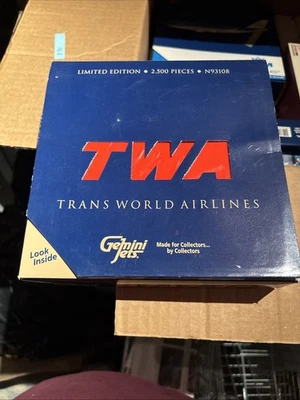 LIMITED EDITION ◆ 2,500 PIECES ◆ N93108
TWA
TRANS WORLD AIRLINES
Look
Inside
Gemini
Jets.
Made for Collectors...
by Collectors